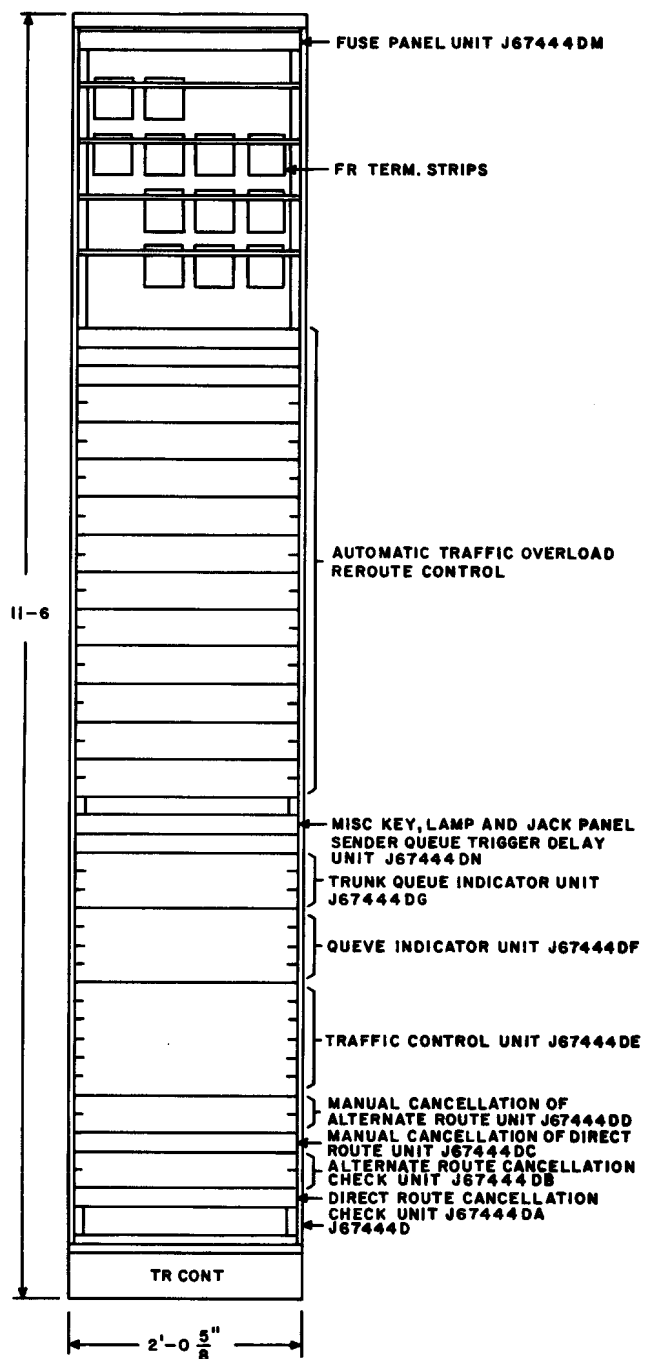 FUSE PANEL UNIT J67444DM
FR TERM. STRIPS
AUTOMATIC TRAFFIC OVERLOAD
REROUTE CONTROL
11-6
MISC KEY, LAMP AND JACK PANEL
SENDER QUEUE TRIGGER DELAY
UNIT J67444DN
TRUNK QUEUE INDICATOR UNIT
J67444DG
QUEVE INDICATOR UNIT J67444DF
TRAFFIC CONTROL UNIT J67444DE
MANUAL CANCELLATION OF
ALTERNATE ROUTE UNIT J67444DD
MANUAL CANCELLATION OF DIRECT
ROUTE UNIT J67444DC
ALTERNATE ROUTE CANCELLATION
CHECK UNIT J67444DB
DIRECT ROUTE CANCELLATION
CHECK UNIT J67444DA
J67444D
TR CONT
2'-0 5/8"